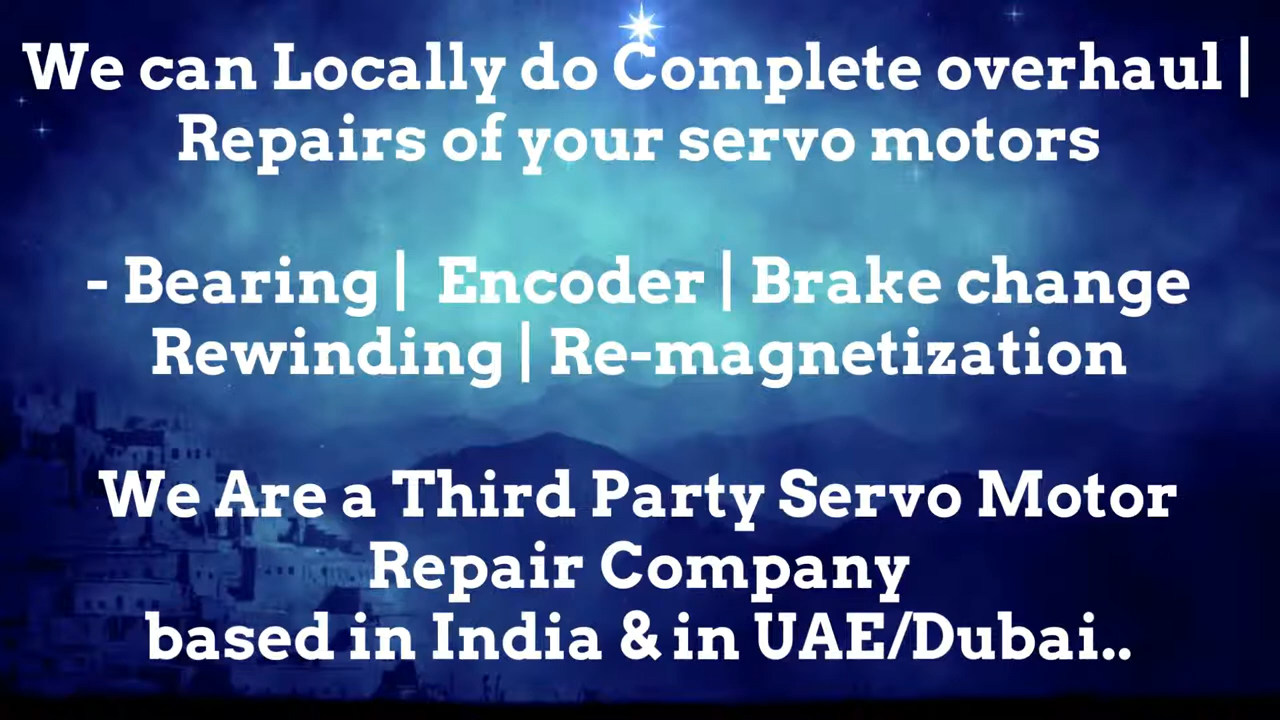 We can Locally do Complete overhaul |
Repairs of your servo motors
- Bearing | Encoder | Brake change
Rewinding | Re-magnetization
We Are a Third Party Servo Motor
Repair Company
based in India & in UAE/Dubai..